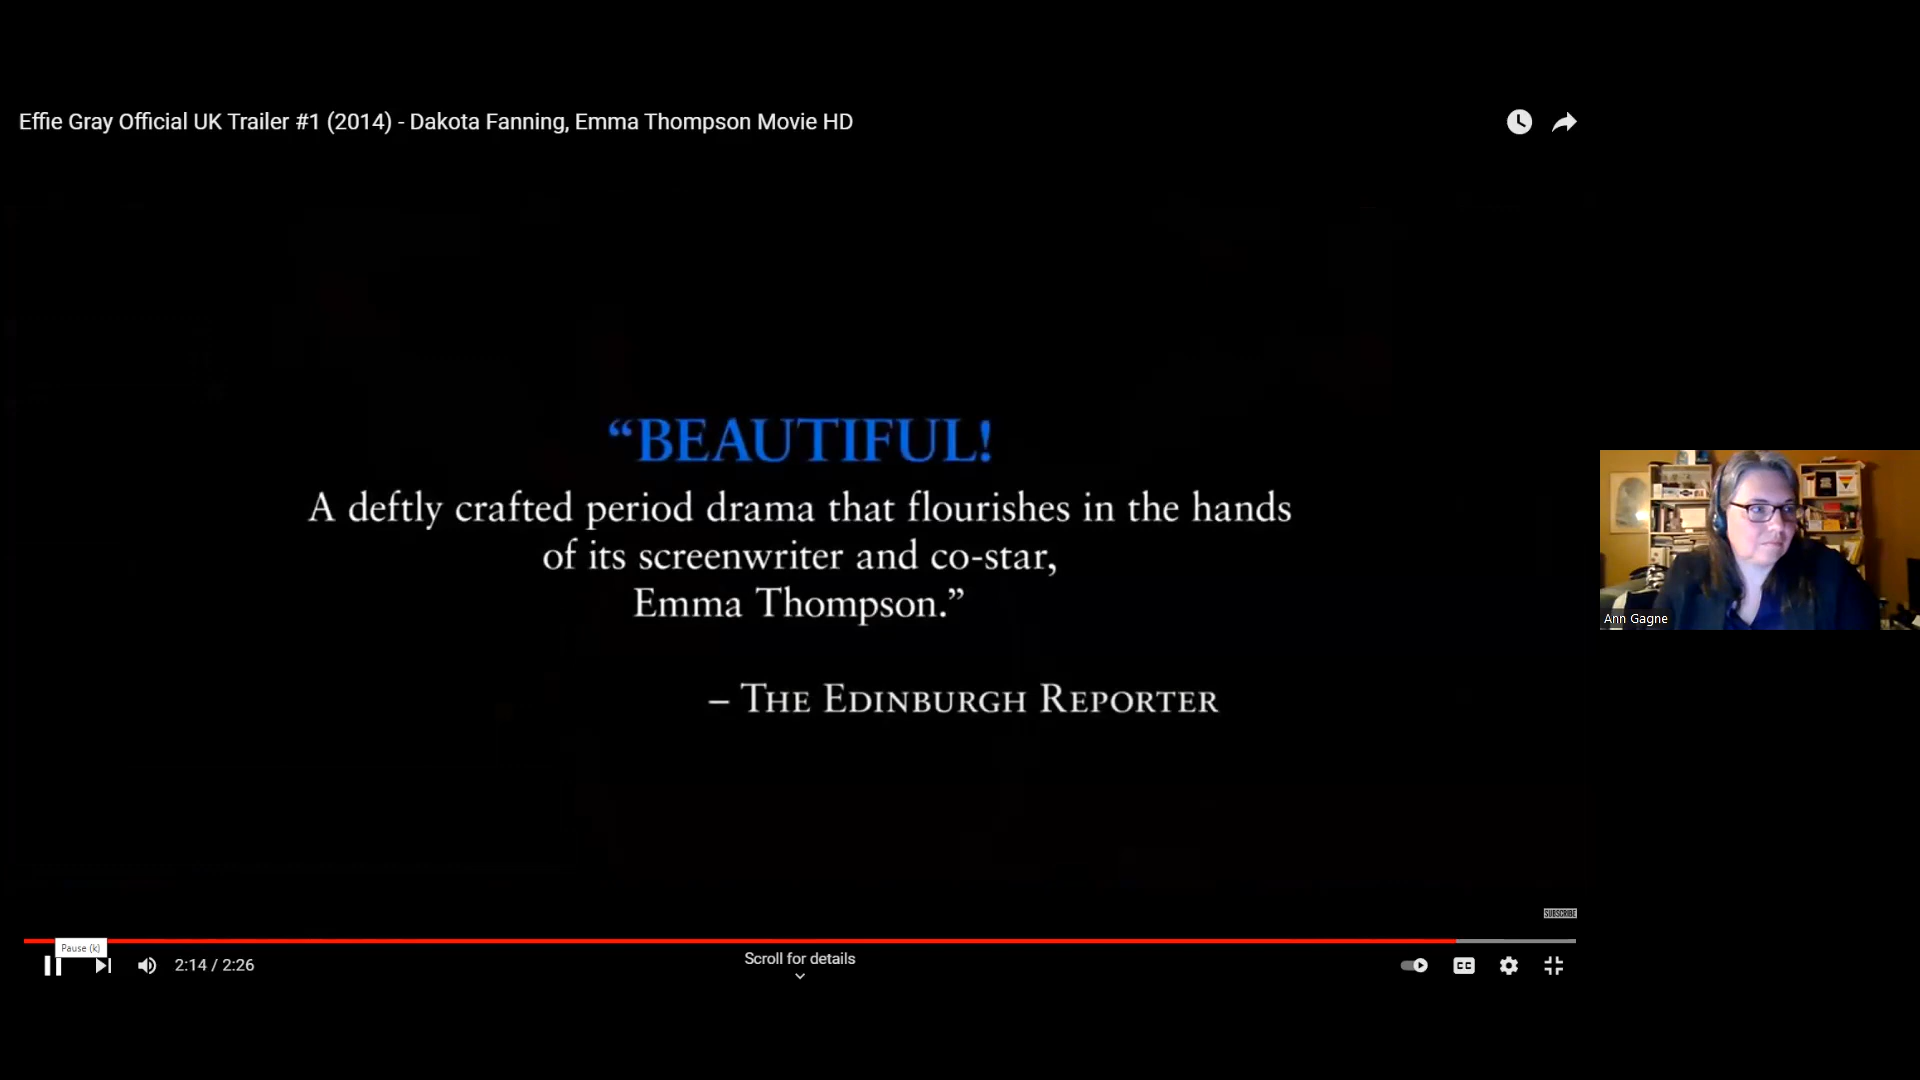 Effie Gray Official UK Trailer #1 (2014) - Dakota Fanning, Emma Thompson Movie HD
“BEAUTIFUL!
A deftly crafted period drama that flourishes in the hands
of its screenwriter and co-star,
Emma Thompson.”
– THE EDINBURGH REPORTER
Ann Gagne
SUBSCRIBE
Pause (k)
2:14 / 2:26
Scroll for details
CC